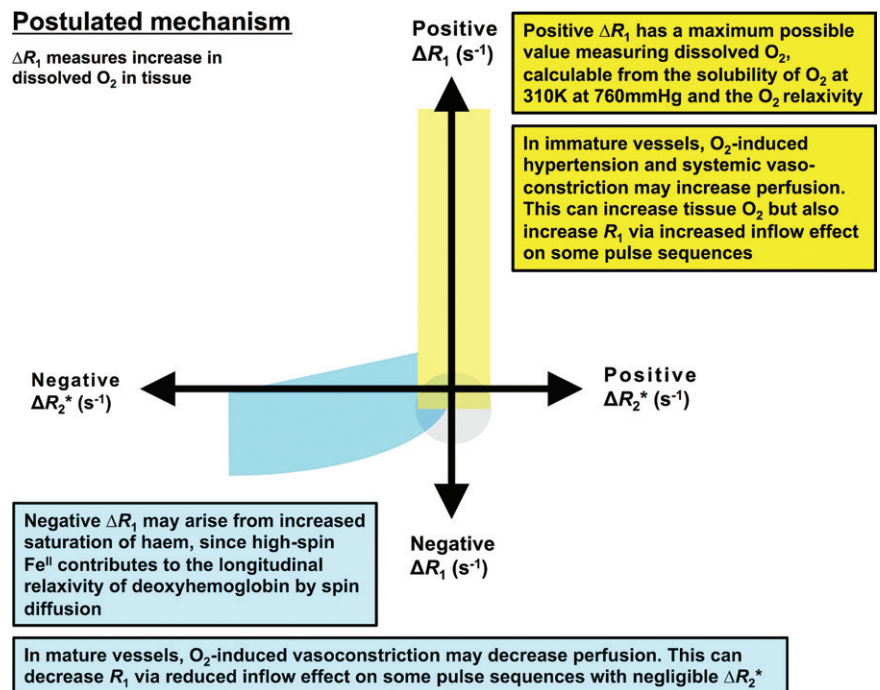 Postulated mechanism
ΔR₁ measures increase in
dissolved O₂ in tissue
Positive
ΔR₁ (s⁻¹)
Positive ΔR₁ has a maximum possible
value measuring dissolved O₂,
calculable from the solubility of O₂ at
310K at 760mmHg and the O₂ relaxivity
In immature vessels, O₂-induced
hypertension and systemic vaso-
constriction may increase perfusion.
This can increase tissue O₂ but also
increase R₁ via increased inflow effect
on some pulse sequences
Negative
ΔR₂* (s⁻¹)
Positive
ΔR₂* (s⁻¹)
Negative
ΔR₁ (s⁻¹)
Negative ΔR₁ may arise from increased
saturation of haem, since high-spin
Feᴵᴵ contributes to the longitudinal
relaxivity of deoxyhemoglobin by spin
diffusion
In mature vessels, O₂-induced vasoconstriction may decrease perfusion. This can
decrease R₁ via reduced inflow effect on some pulse sequences with negligible ΔR₂*